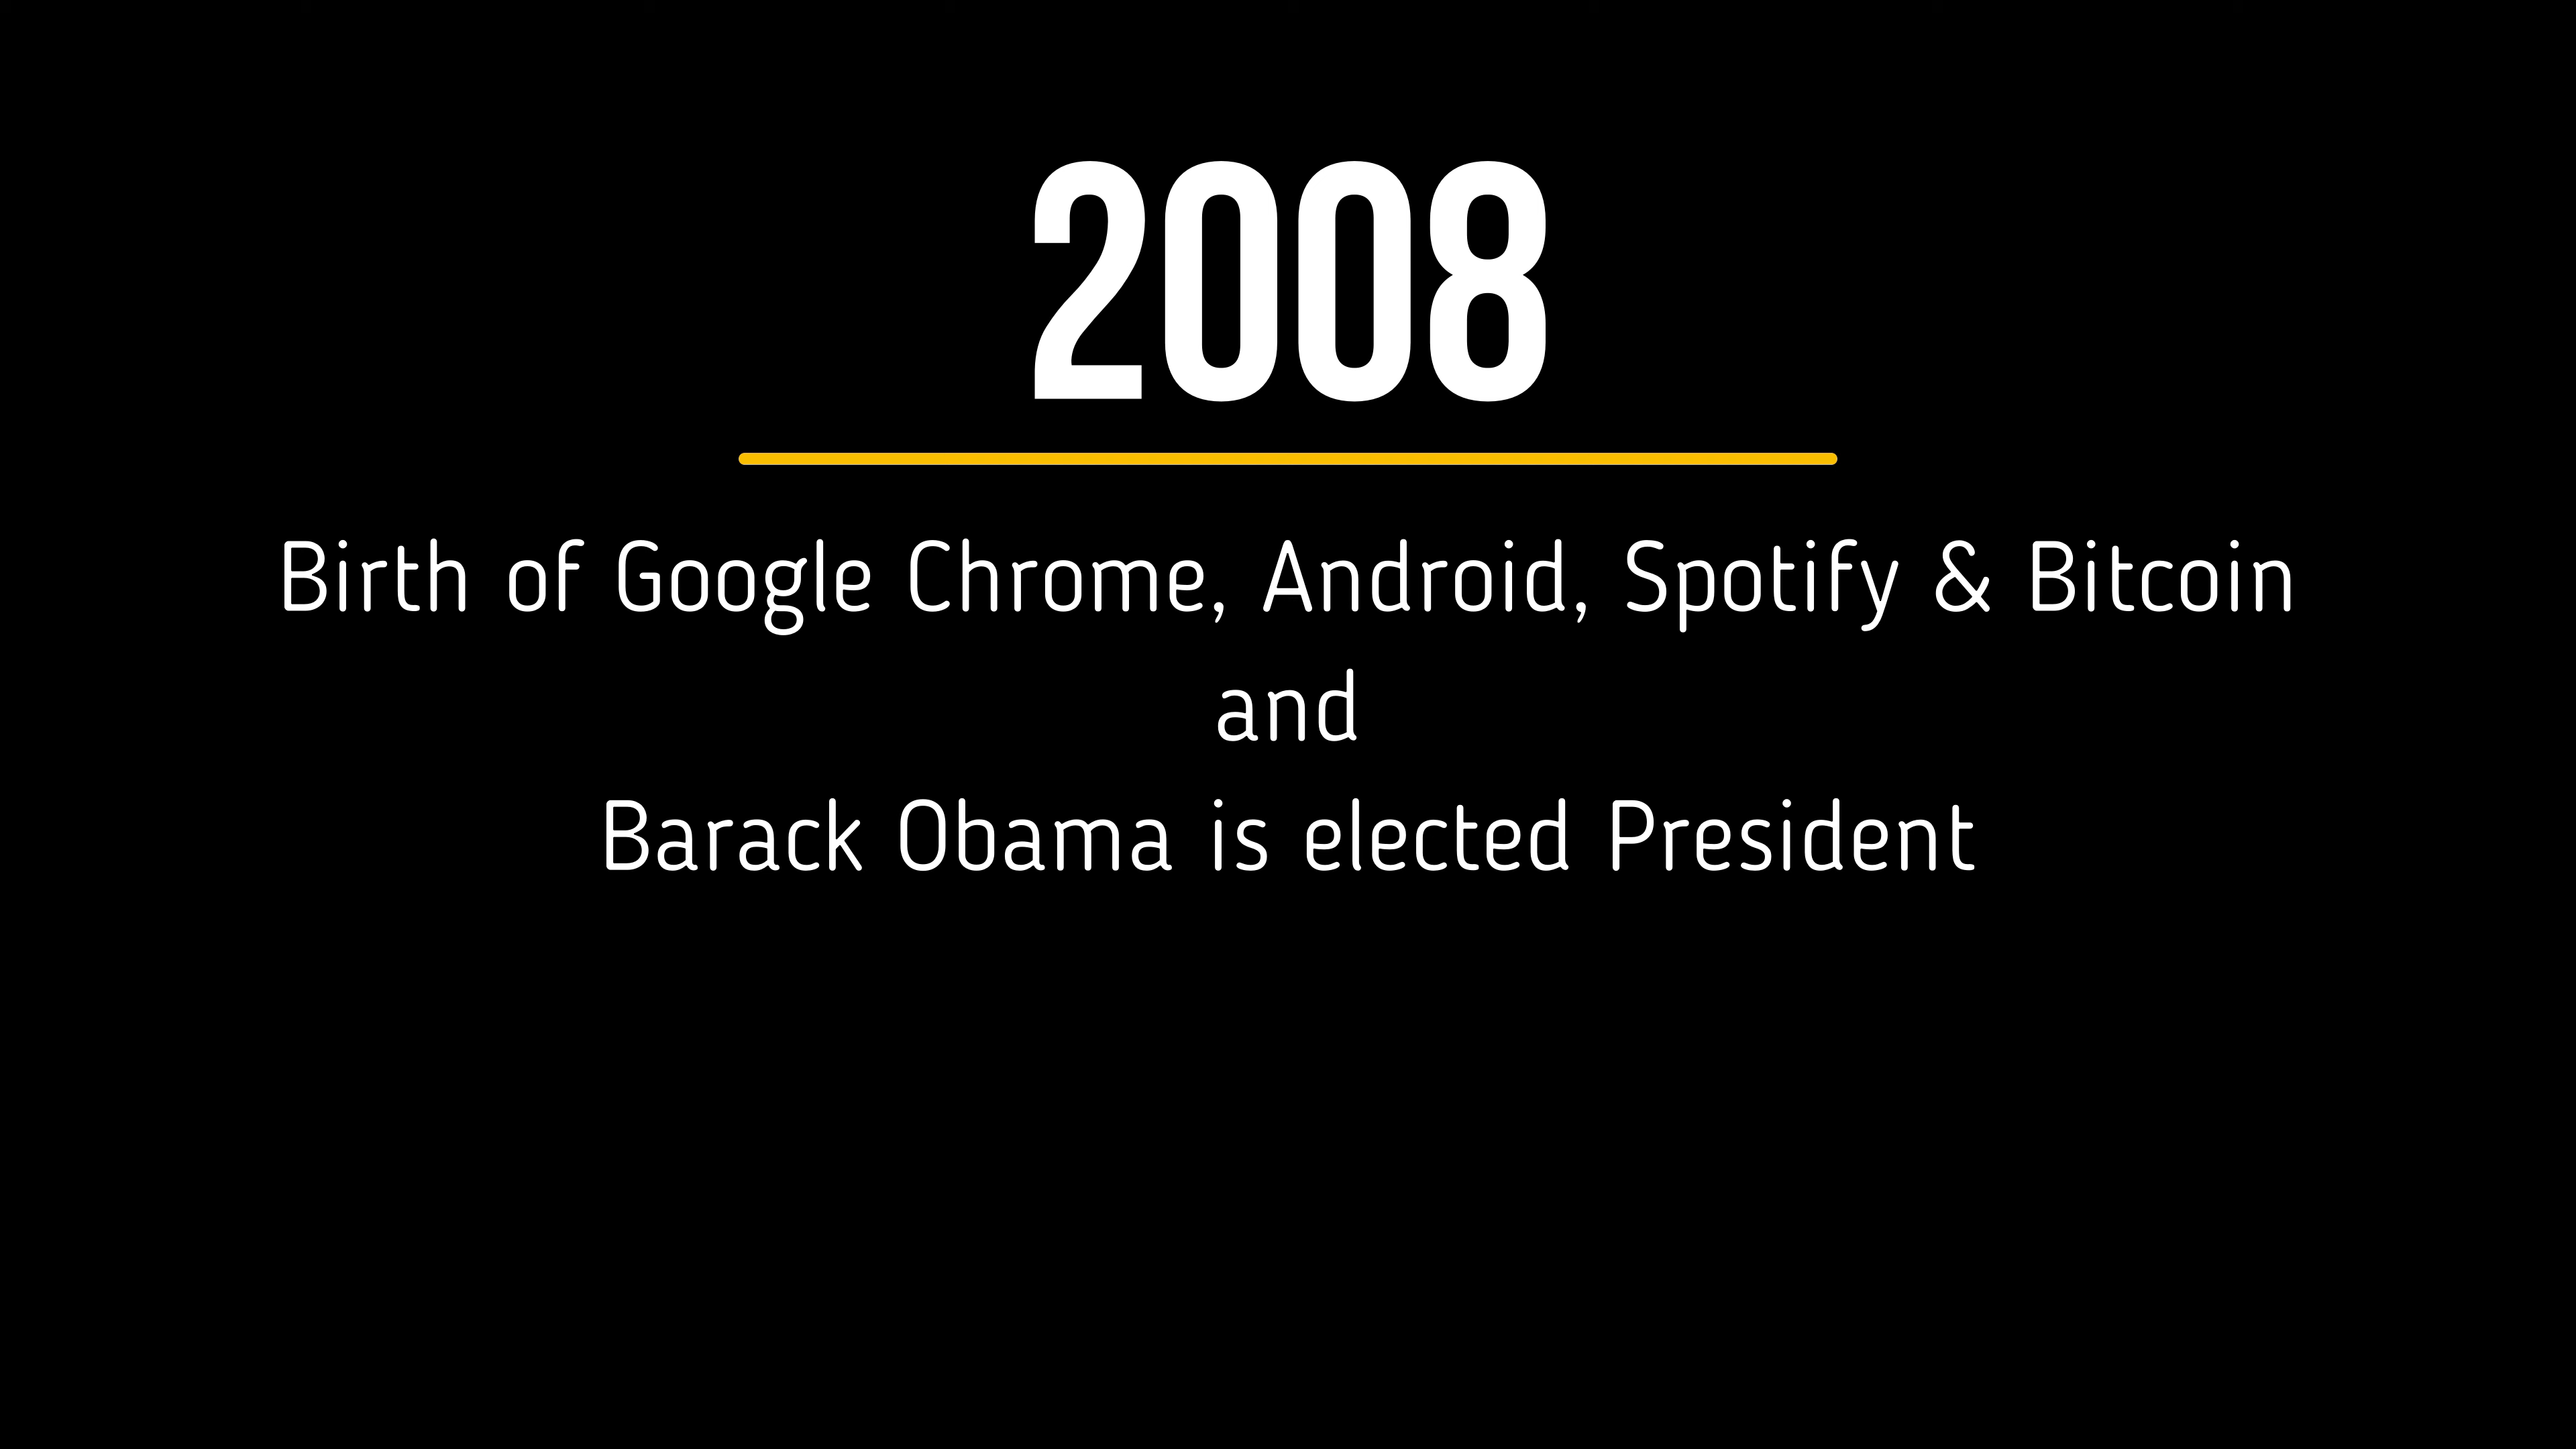 2008
Birth of Google Chrome, Android, Spotify & Bitcoin
and
Barack Obama is elected President